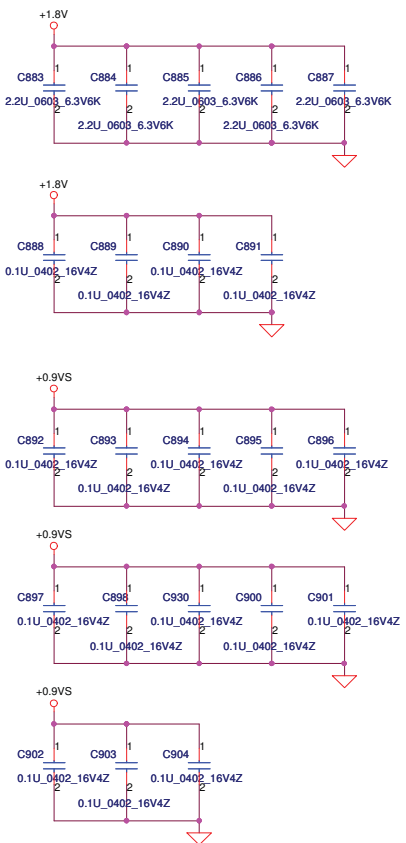 +1.8V
1 1 1 1 1
C883 C884 C885 C886 C887
2.2U_0603_6.3V6K 2.2U_0603_6.3V6K 2.2U_0603_6.3V6K
2 2 2 2 2
2.2U_0603_6.3V6K 2.2U_0603_6.3V6K
+1.8V
1 1 1 1
C888 C889 C890 C891
0.1U_0402_16V4Z 0.1U_0402_16V4Z
2 2 2 2
0.1U_0402_16V4Z 0.1U_0402_16V4Z
+0.9VS
1 1 1 1 1
C892 C893 C894 C895 C896
0.1U_0402_16V4Z 0.1U_0402_16V4Z 0.1U_0402_16V4Z
2 2 2 2 2
0.1U_0402_16V4Z 0.1U_0402_16V4Z
+0.9VS
1 1 1 1 1
C897 C898 C930 C900 C901
0.1U_0402_16V4Z 0.1U_0402_16V4Z 0.1U_0402_16V4Z
2 2 2 2 2
0.1U_0402_16V4Z 0.1U_0402_16V4Z
+0.9VS
1 1 1
C902 C903 C904
0.1U_0402_16V4Z 0.1U_0402_16V4Z
2 2 2
0.1U_0402_16V4Z